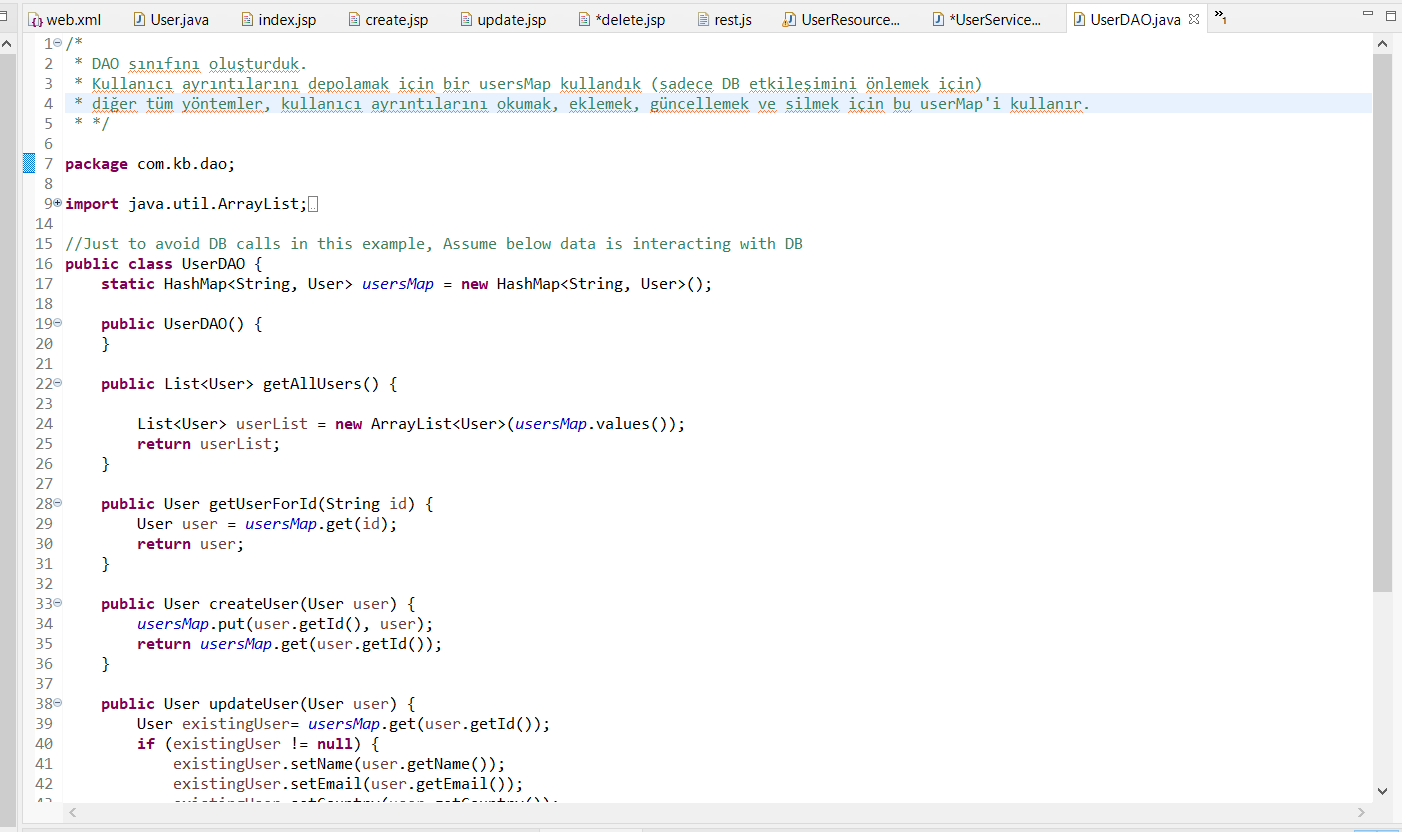 web.xml User.java index.jsp create.jsp update.jsp *delete.jsp rest.js UserResource... *UserService... UserDAO.java »1
1 /*
2 * DAO sınıfını oluşturduk.
3 * Kullanıcı ayrıntılarını depolamak için bir usersMap kullandık (sadece DB etkileşimini önlemek için)
4 * diğer tüm yöntemler, kullanıcı ayrıntılarını okumak, eklemek, güncellemek ve silmek için bu userMap'i kullanır.
5 * */
6
7 package com.kb.dao;
8
9 import java.util.ArrayList;
14
15 //Just to avoid DB calls in this example, Assume below data is interacting with DB
16 public class UserDAO {
17 static HashMap<String, User> usersMap = new HashMap<String, User>();
18
19 public UserDAO() {
20 }
21
22 public List<User> getAllUsers() {
23
24 List<User> userList = new ArrayList<User>(usersMap.values());
25 return userList;
26 }
27
28 public User getUserForId(String id) {
29 User user = usersMap.get(id);
30 return user;
31 }
32
33 public User createUser(User user) {
34 usersMap.put(user.getId(), user);
35 return usersMap.get(user.getId());
36 }
37
38 public User updateUser(User user) {
39 User existingUser= usersMap.get(user.getId());
40 if (existingUser != null) {
41 existingUser.setName(user.getName());
42 existingUser.setEmail(user.getEmail());
43 existingUser.setCountry(user.getCountry());